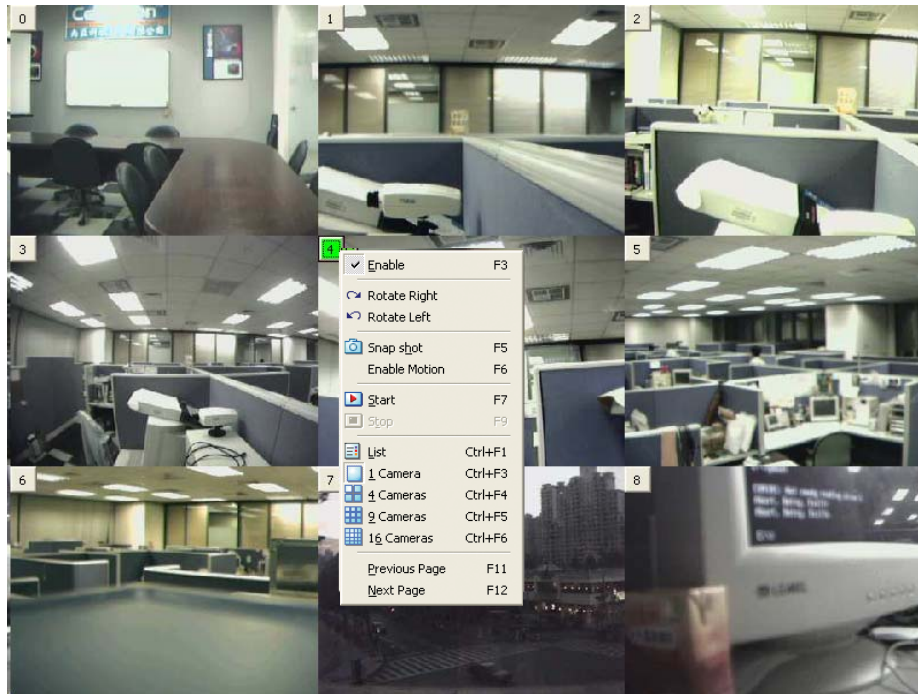 0
1
2
3
4
5
6
7
8
Enable F3
Rotate Right
Rotate Left
Snap shot F5
Enable Motion F6
Start F7
Stop F9
List Ctrl+F1
1 Camera Ctrl+F3
4 Cameras Ctrl+F4
9 Cameras Ctrl+F5
16 Cameras Ctrl+F6
Previous Page F11
Next Page F12